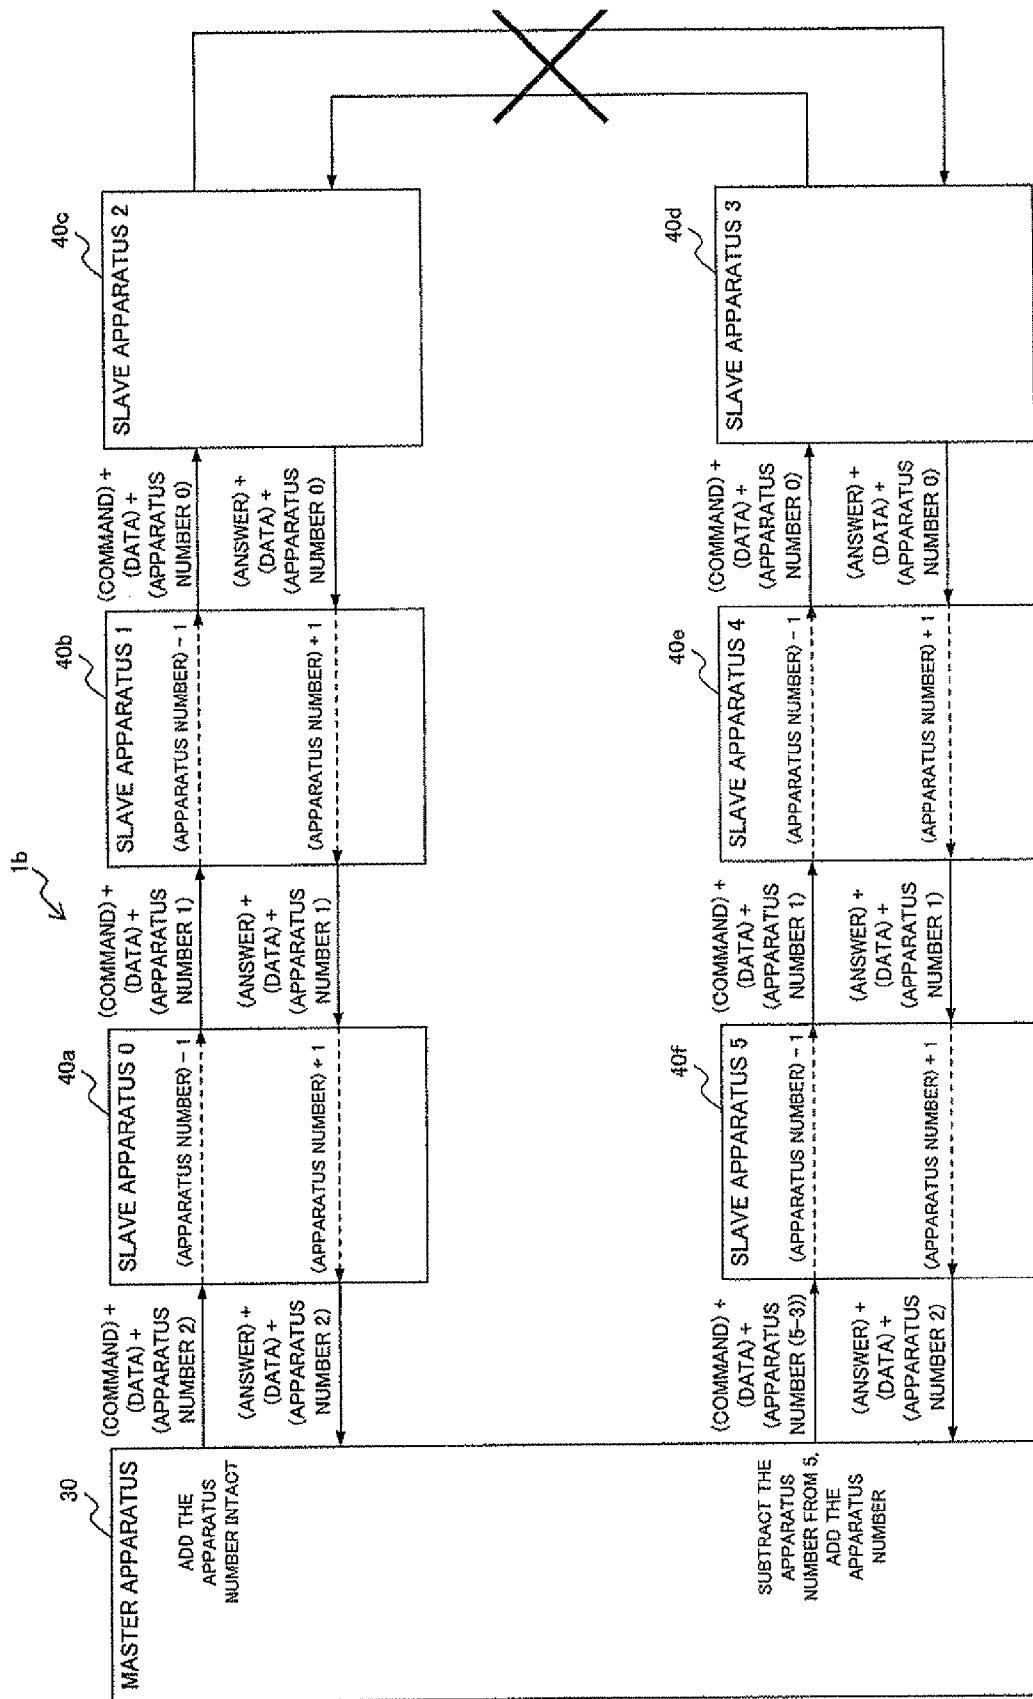 1b
30
MASTER APPARATUS
ADD THE
APPARATUS
NUMBER INTACT
(COMMAND) +
(DATA) +
(APPARATUS
NUMBER 2)
(ANSWER) +
(DATA) +
(APPARATUS
NUMBER 2)
40a
SLAVE APPARATUS 0
(APPARATUS NUMBER) - 1
(APPARATUS NUMBER) + 1
(COMMAND) +
(DATA) +
(APPARATUS
NUMBER 1)
(ANSWER) +
(DATA) +
(APPARATUS
NUMBER 1)
40b
SLAVE APPARATUS 1
(APPARATUS NUMBER) - 1
(APPARATUS NUMBER) + 1
(COMMAND) +
(DATA) +
(APPARATUS
NUMBER 0)
(ANSWER) +
(DATA) +
(APPARATUS
NUMBER 0)
40c
SLAVE APPARATUS 2
SUBTRACT THE
APPARATUS
NUMBER FROM 5,
ADD THE
APPARATUS
NUMBER
(COMMAND) +
(DATA) +
(APPARATUS
NUMBER (5-3))
(ANSWER) +
(DATA) +
(APPARATUS
NUMBER 2)
40f
SLAVE APPARATUS 5
(APPARATUS NUMBER) - 1
(APPARATUS NUMBER) + 1
(COMMAND) +
(DATA) +
(APPARATUS
NUMBER 1)
(ANSWER) +
(DATA) +
(APPARATUS
NUMBER 1)
40e
SLAVE APPARATUS 4
(APPARATUS NUMBER) - 1
(APPARATUS NUMBER) + 1
(COMMAND) +
(DATA) +
(APPARATUS
NUMBER 0)
(ANSWER) +
(DATA) +
(APPARATUS
NUMBER 0)
40d
SLAVE APPARATUS 3